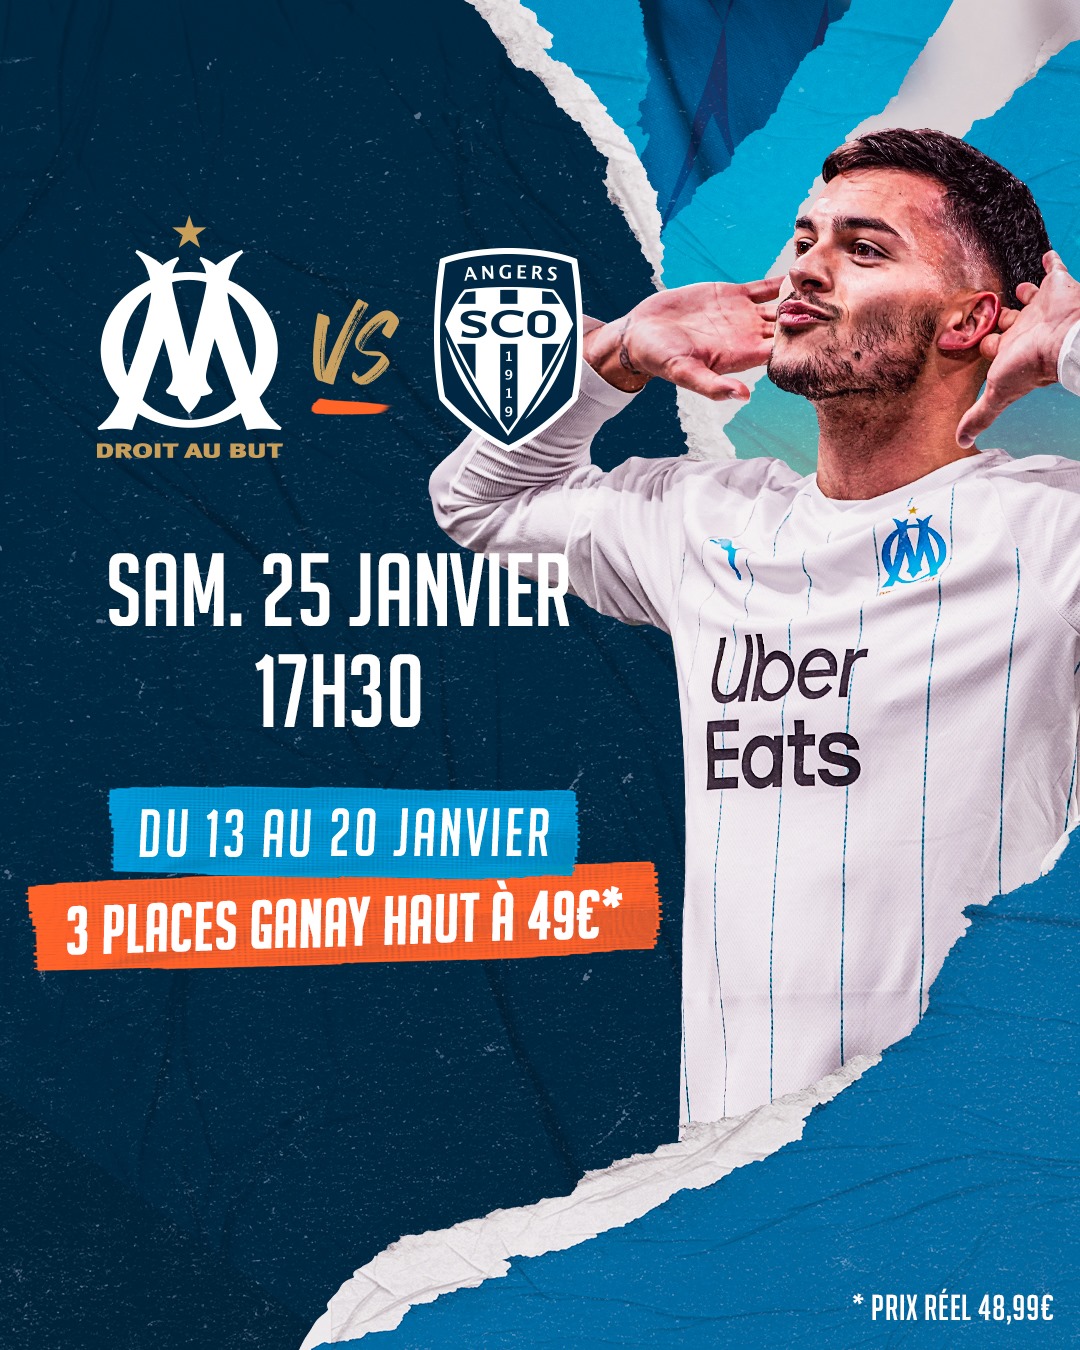 DROIT AU BUT
VS
ANGERS
SCO
1919
SAM. 25 JANVIER
17H30
DU 13 AU 20 JANVIER
3 PLACES GANAY HAUT À 49€*
Uber
Eats
* PRIX RÉEL 48,99€